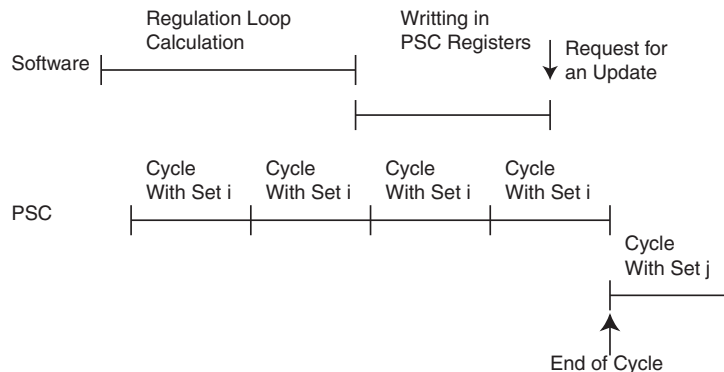 Regulation Loop
Calculation
Writting in
PSC Registers
Software
Request for
an Update
Cycle
With Set i
Cycle
With Set i
Cycle
With Set i
Cycle
With Set i
PSC
Cycle
With Set j
End of Cycle